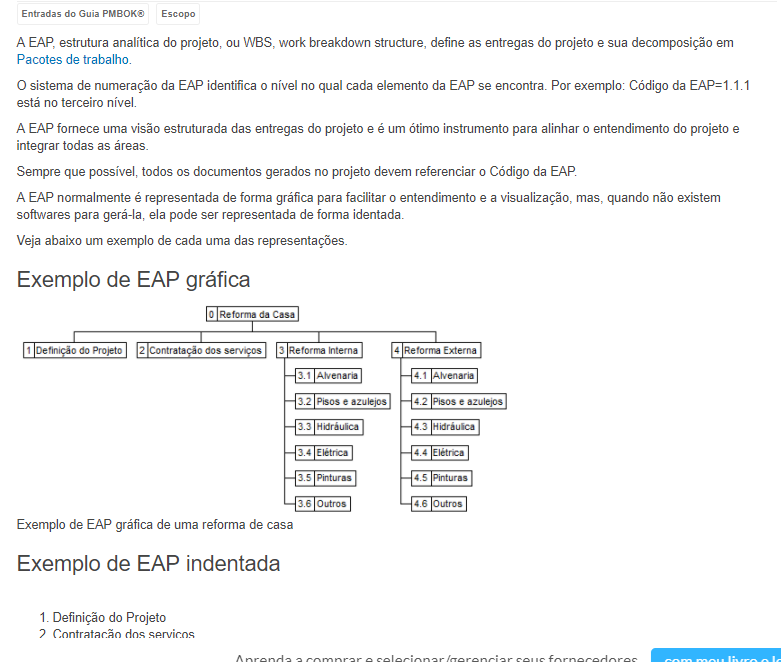 Entradas do Guia PMBOK® Escopo
A EAP, estrutura analítica do projeto, ou WBS, work breakdown structure, define as entregas do projeto e sua decomposição em
Pacotes de trabalho.
O sistema de numeração da EAP identifica o nível no qual cada elemento da EAP se encontra. Por exemplo: Código da EAP=1.1.1
está no terceiro nível.
A EAP fornece uma visão estruturada das entregas do projeto e é um ótimo instrumento para alinhar o entendimento do projeto e
integrar todas as áreas.
Sempre que possível, todos os documentos gerados no projeto devem referenciar o Código da EAP.
A EAP normalmente é representada de forma gráfica para facilitar o entendimento e a visualização, mas, quando não existem
softwares para gerá-la, ela pode ser representada de forma identada.
Veja abaixo um exemplo de cada uma das representações.
Exemplo de EAP gráfica
0 Reforma da Casa
1 Definição do Projeto 2 Contratação dos serviços 3 Reforma Interna 4 Reforma Externa
3.1 Alvenaria 4.1 Alvenaria
3.2 Pisos e azulejos 4.2 Pisos e azulejos
3.3 Hidráulica 4.3 Hidráulica
3.4 Elétrica 4.4 Elétrica
3.5 Pinturas 4.5 Pinturas
3.6 Outros 4.6 Outros
Exemplo de EAP gráfica de uma reforma de casa
Exemplo de EAP indentada
1. Definição do Projeto
2. Contratação dos serviços
Aprenda a comprar e selecionar/gerenciar seus fornecedores com meu livro e